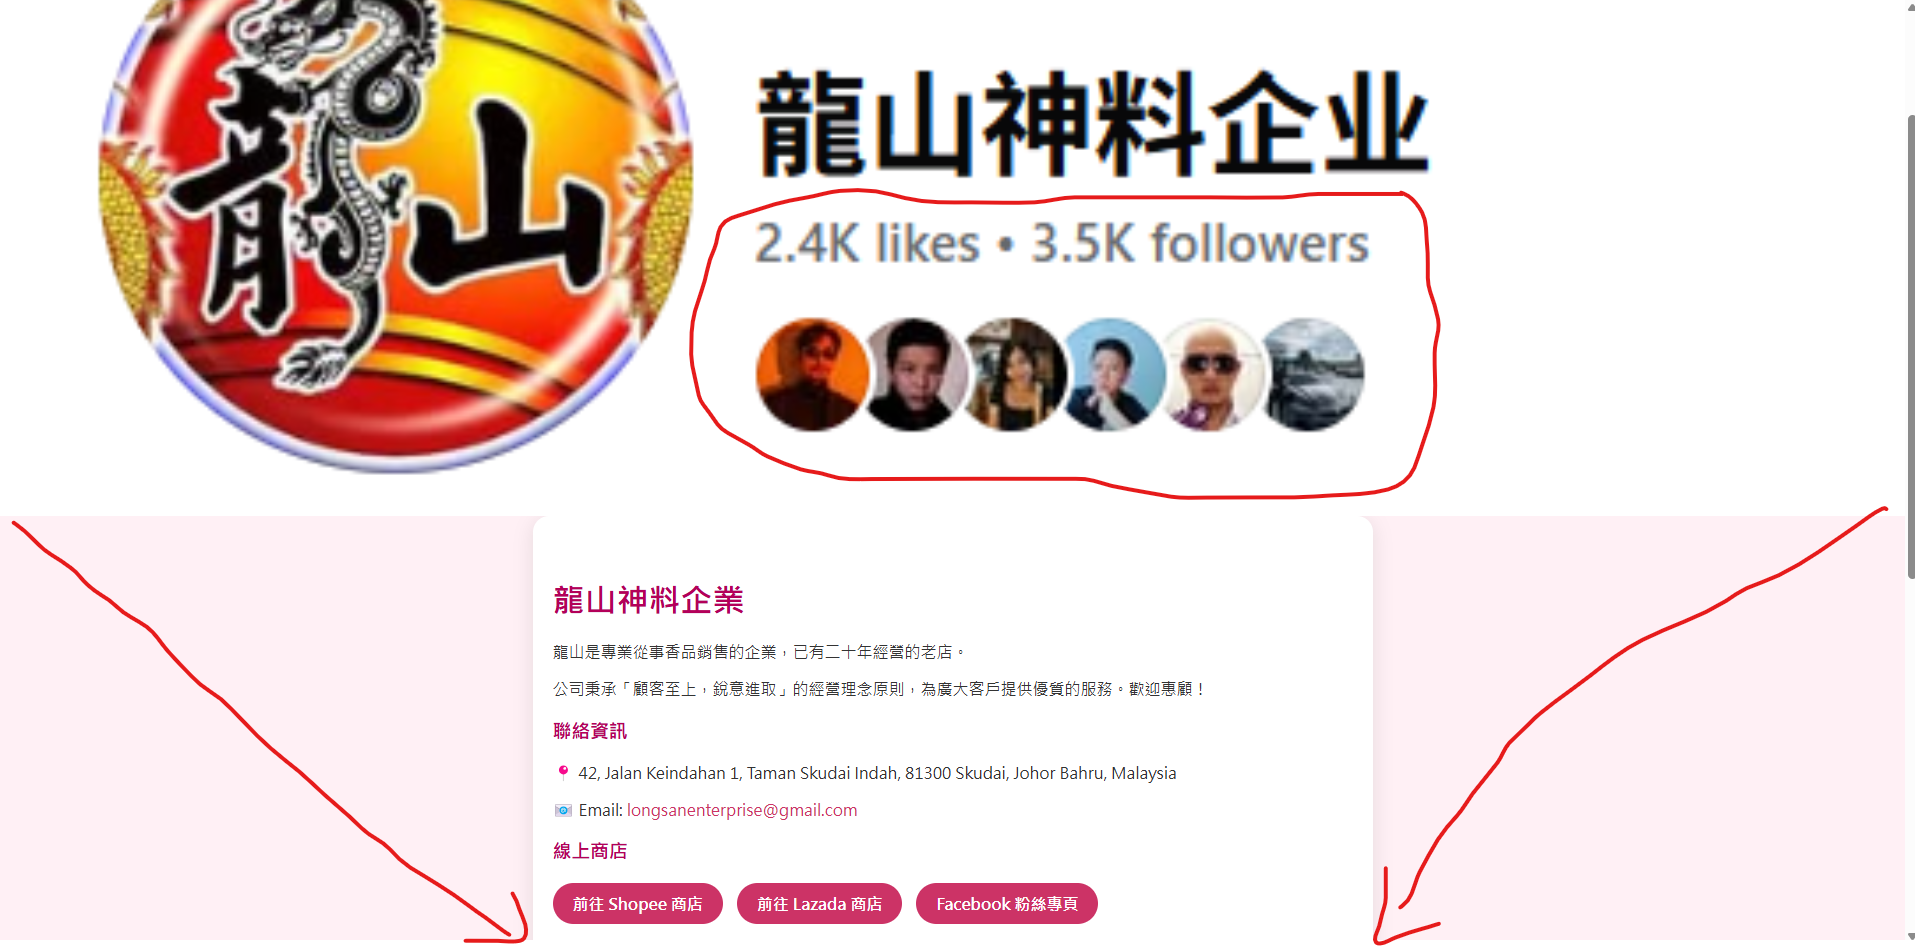 龍山
龍山神料企业
2.4K likes • 3.5K followers
龍山神料企業
龍山是專業從事香品銷售的企業，已有二十年經營的老店。
公司秉承「顧客至上，銳意進取」的經營理念原則，為廣大客戶提供優質的服務。歡迎惠顧！
聯絡資訊
42, Jalan Keindahan 1, Taman Skudai Indah, 81300 Skudai, Johor Bahru, Malaysia
Email: longsanenterprise@gmail.com
線上商店
前往 Shopee 商店
前往 Lazada 商店
Facebook 粉絲專頁